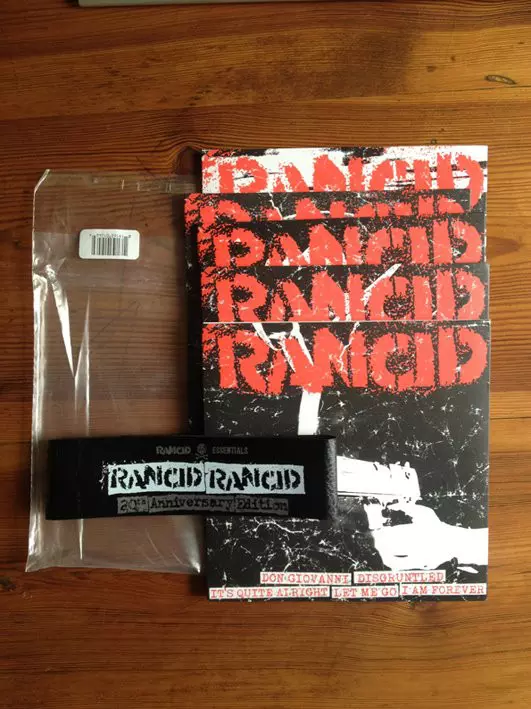 RANCID
RANCID
RANCID
RANCID
RANCID
DON GIOVANNI DISGRUNTLED
IT'S QUITE ALRIGHT LET ME GO I AM FOREVER
RANCID ESSENTIALS
RANCID RANCID
20th Anniversary Edition